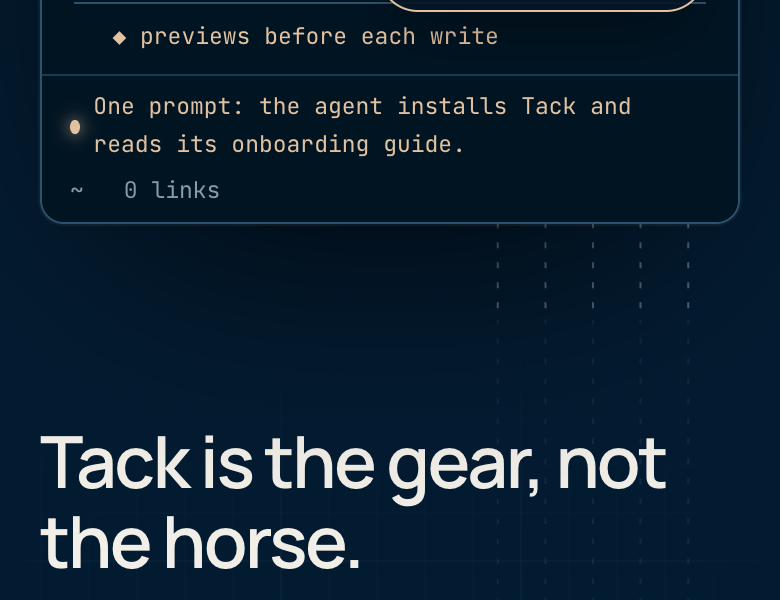 ◆ previews before each write
One prompt: the agent installs Tack and
reads its onboarding guide.
~ 0 links
Tack is the gear, not
the horse.